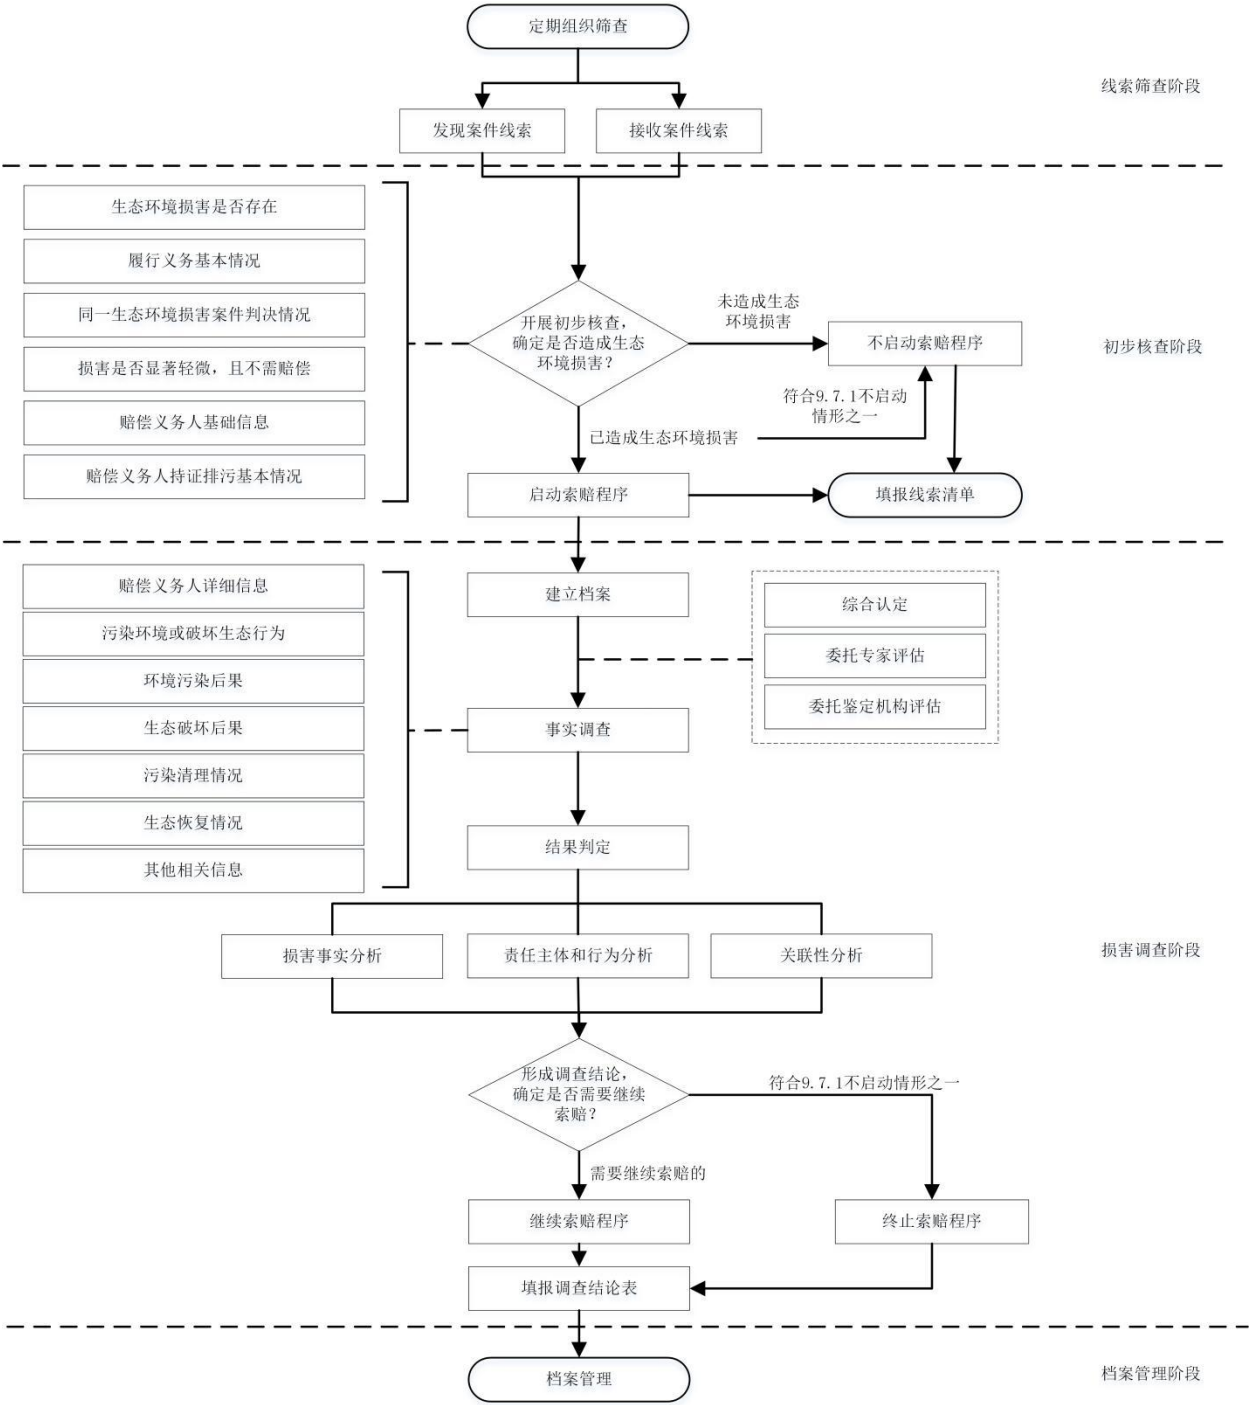 定期组织筛查
线索筛查阶段
发现案件线索
接收案件线索
生态环境损害是否存在
履行义务基本情况
同一生态环境损害案件判决情况
损害是否显著轻微，且不需赔偿
赔偿义务人基础信息
赔偿义务人持证排污基本情况
开展初步核查，
确定是否造成生态
环境损害？
未造成生态
环境损害
不启动索赔程序
初步核查阶段
符合9.7.1不启动
情形之一
已造成生态环境损害
启动索赔程序
填报线索清单
赔偿义务人详细信息
污染环境或破坏生态行为
环境污染后果
生态破坏后果
污染清理情况
生态恢复情况
其他相关信息
建立档案
综合认定
委托专家评估
委托鉴定机构评估
事实调查
结果判定
损害事实分析
责任主体和行为分析
关联性分析
损害调查阶段
形成调查结论，
确定是否需要继续
索赔？
符合9.7.1不启动情形之一
需要继续索赔的
继续索赔程序
终止索赔程序
填报调查结论表
档案管理
档案管理阶段